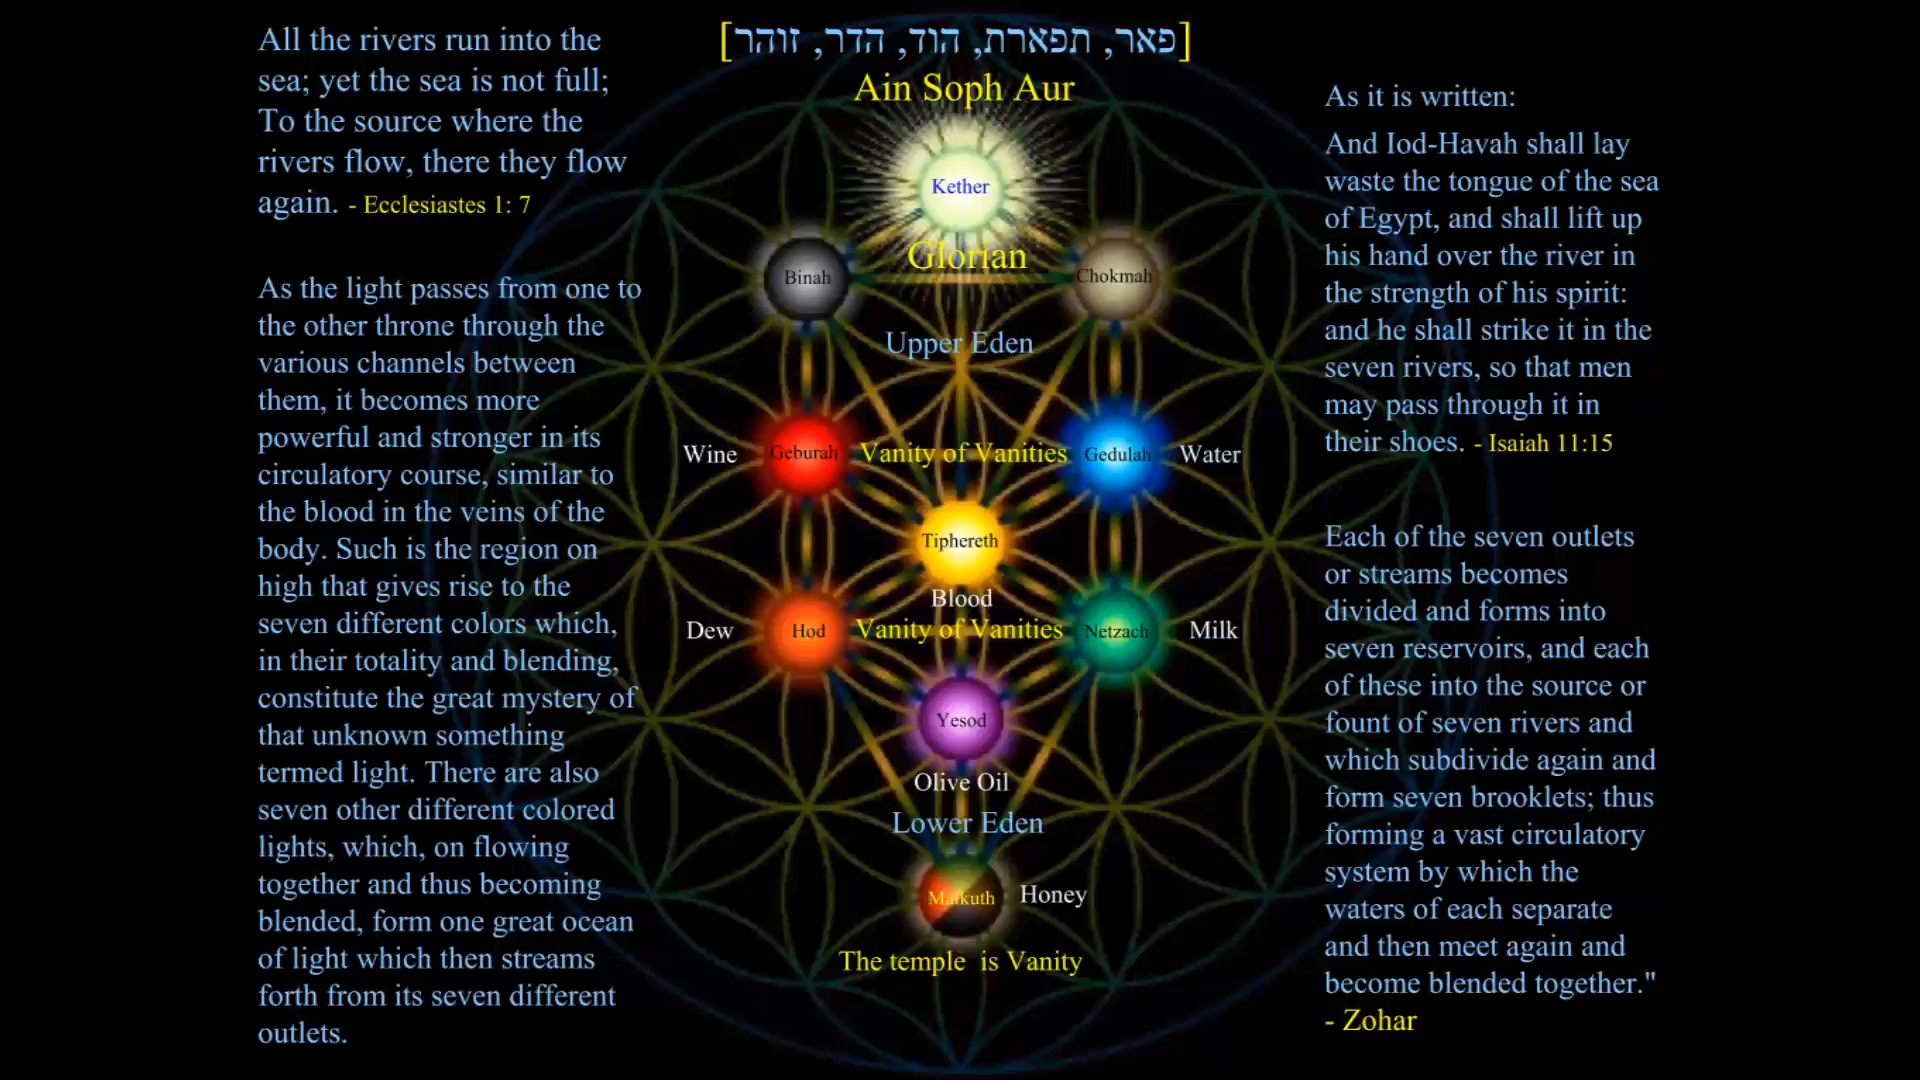 All the rivers run into the
sea; yet the sea is not full;
To the source where the
rivers flow, there they flow
again. - Ecclesiastes 1: 7
As the light passes from one to
the other throne through the
various channels between
them, it becomes more
powerful and stronger in its
circulatory course, similar to
the blood in the veins of the
body. Such is the region on
high that gives rise to the
seven different colors which,
in their totality and blending,
constitute the great mystery of
that unknown something
termed light. There are also
seven other different colored
lights, which, on flowing
together and thus becoming
blended, form one great ocean
of light which then streams
forth from its seven different
outlets.
[פאר, תפארת, הוד, הדר, זוהר]
Ain Soph Aur
Kether
Glorian
Binah
Chokmah
Upper Eden
Wine
Geburah
Vanity of Vanities
Gedulah
Water
Tiphereth
Blood
Dew
Hod
Vanity of Vanities
Netzach
Milk
Yesod
Olive Oil
Lower Eden
Malkuth
Honey
The temple is Vanity
As it is written:
And Iod-Havah shall lay
waste the tongue of the sea
of Egypt, and shall lift up
his hand over the river in
the strength of his spirit:
and he shall strike it in the
seven rivers, so that men
may pass through it in
their shoes. - Isaiah 11:15
Each of the seven outlets
or streams becomes
divided and forms into
seven reservoirs, and each
of these into the source or
fount of seven rivers and
which subdivide again and
form seven brooklets; thus
forming a vast circulatory
system by which the
waters of each separate
and then meet again and
become blended together."
- Zohar